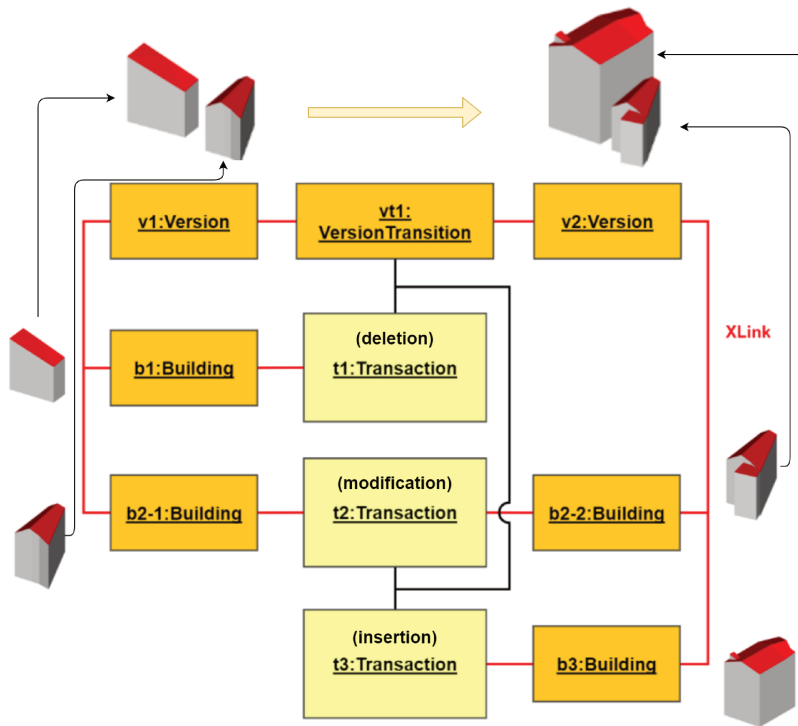 v1:Version
vt1:
VersionTransition
v2:Version
XLink
(deletion)
b1:Building
t1:Transaction
(modification)
b2-1:Building
t2:Transaction
b2-2:Building
(insertion)
t3:Transaction
b3:Building